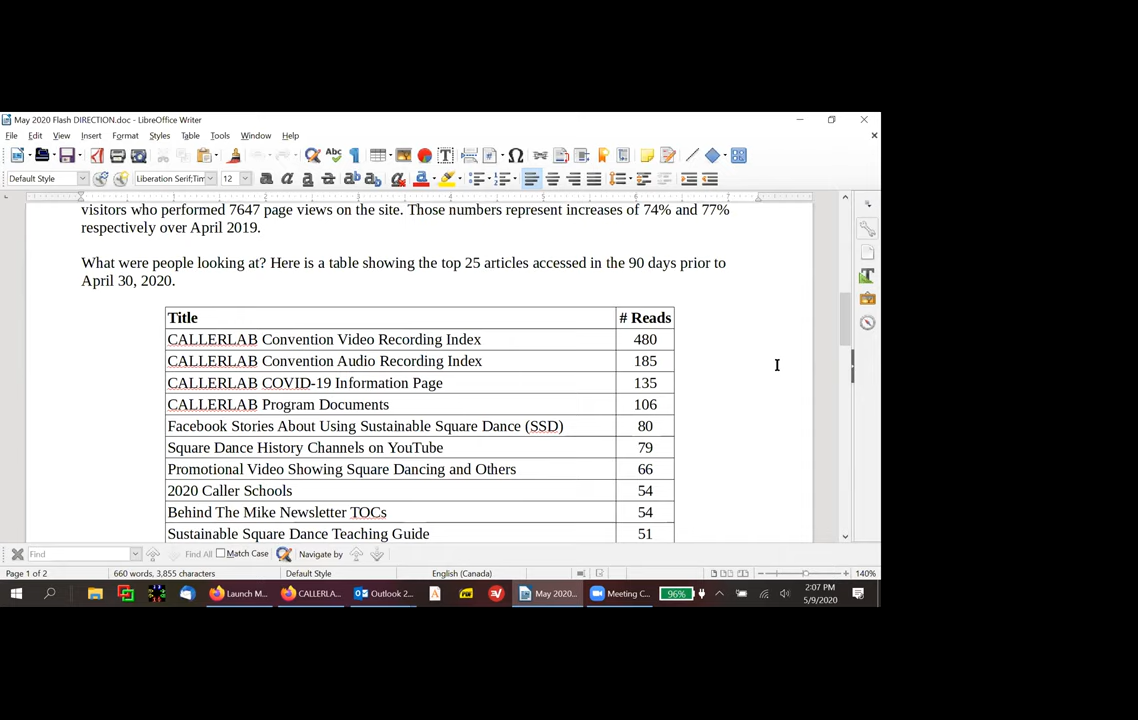 May 2020 Flash DIRECTION.doc - LibreOffice Writer
File Edit View Insert Format Styles Table Tools Window Help
Default Style Liberation Serif;Tim 12
visitors who performed 7647 page views on the site. Those numbers represent increases of 74% and 77%
respectively over April 2019.
What were people looking at? Here is a table showing the top 25 articles accessed in the 90 days prior to
April 30, 2020.
Title # Reads
CALLERLAB Convention Video Recording Index 480
CALLERLAB Convention Audio Recording Index 185
CALLERLAB COVID-19 Information Page 135
CALLERLAB Program Documents 106
Facebook Stories About Using Sustainable Square Dance (SSD) 80
Square Dance History Channels on YouTube 79
Promotional Video Showing Square Dancing and Others 66
2020 Caller Schools 54
Behind The Mike Newsletter TOCs 54
Sustainable Square Dance Teaching Guide 51
Find Find All Match Case Navigate by
Page 1 of 2 660 words, 3,855 characters Default Style English (Canada) 140%
Launch M... CALLERLA... Outlook 2... May 2020... Meeting C... 96% 2:07 PM
5/9/2020